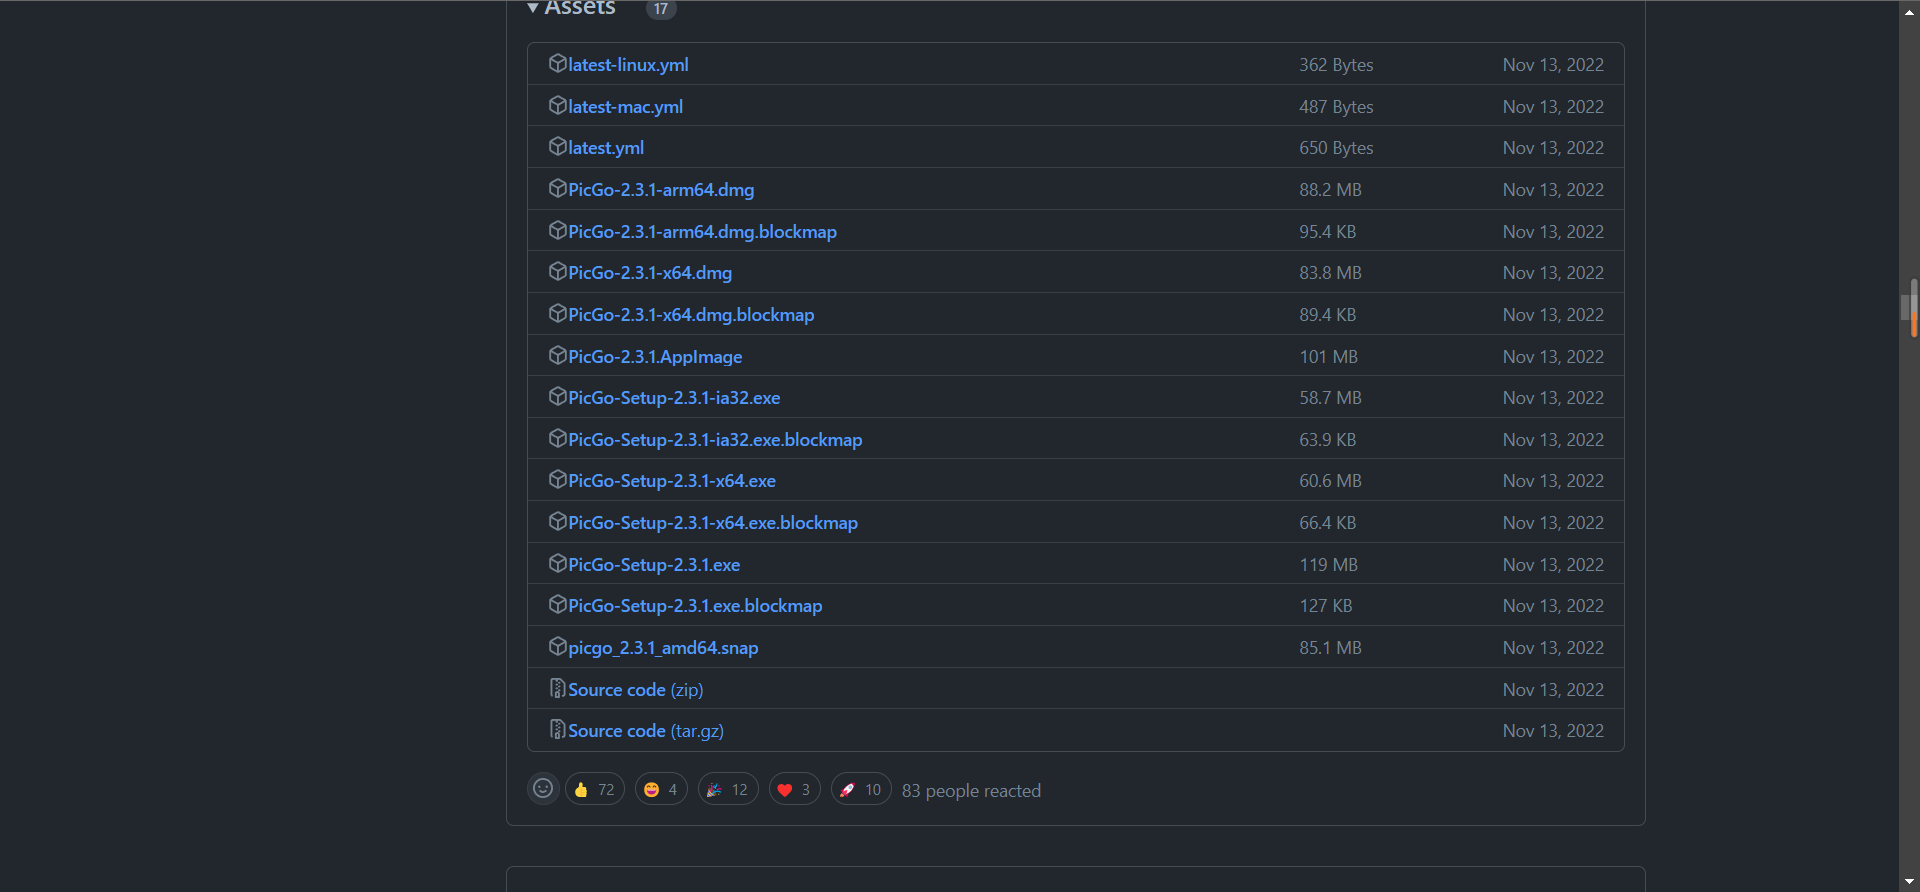 Assets 17
latest-linux.yml 362 Bytes Nov 13, 2022
latest-mac.yml 487 Bytes Nov 13, 2022
latest.yml 650 Bytes Nov 13, 2022
PicGo-2.3.1-arm64.dmg 88.2 MB Nov 13, 2022
PicGo-2.3.1-arm64.dmg.blockmap 95.4 KB Nov 13, 2022
PicGo-2.3.1-x64.dmg 83.8 MB Nov 13, 2022
PicGo-2.3.1-x64.dmg.blockmap 89.4 KB Nov 13, 2022
PicGo-2.3.1.AppImage 101 MB Nov 13, 2022
PicGo-Setup-2.3.1-ia32.exe 58.7 MB Nov 13, 2022
PicGo-Setup-2.3.1-ia32.exe.blockmap 63.9 KB Nov 13, 2022
PicGo-Setup-2.3.1-x64.exe 60.6 MB Nov 13, 2022
PicGo-Setup-2.3.1-x64.exe.blockmap 66.4 KB Nov 13, 2022
PicGo-Setup-2.3.1.exe 119 MB Nov 13, 2022
PicGo-Setup-2.3.1.exe.blockmap 127 KB Nov 13, 2022
picgo_2.3.1_amd64.snap 85.1 MB Nov 13, 2022
Source code (zip) Nov 13, 2022
Source code (tar.gz) Nov 13, 2022
72 4 12 3 10 83 people reacted